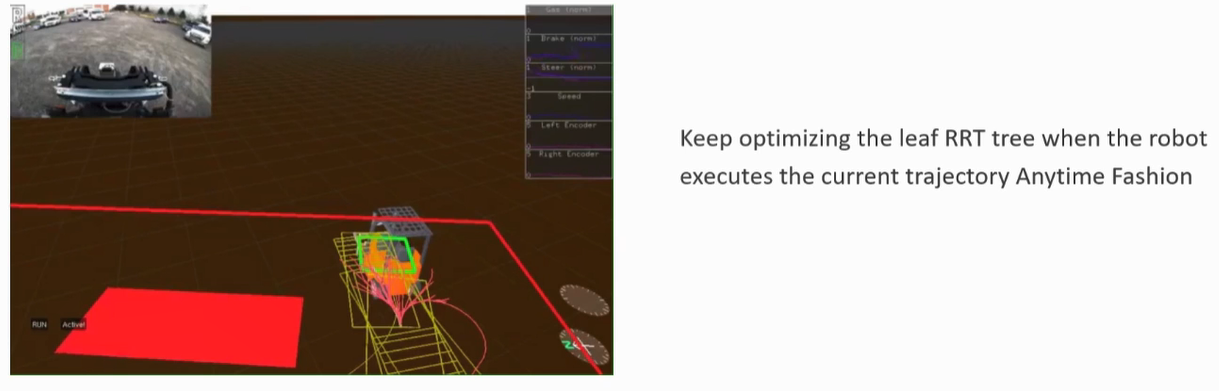 Gas (norm)
Brake (norm)
Steer (norm)
Speed
Left Encoder
Right Encoder
RUN Active!
Keep optimizing the leaf RRT tree when the robot
executes the current trajectory Anytime Fashion